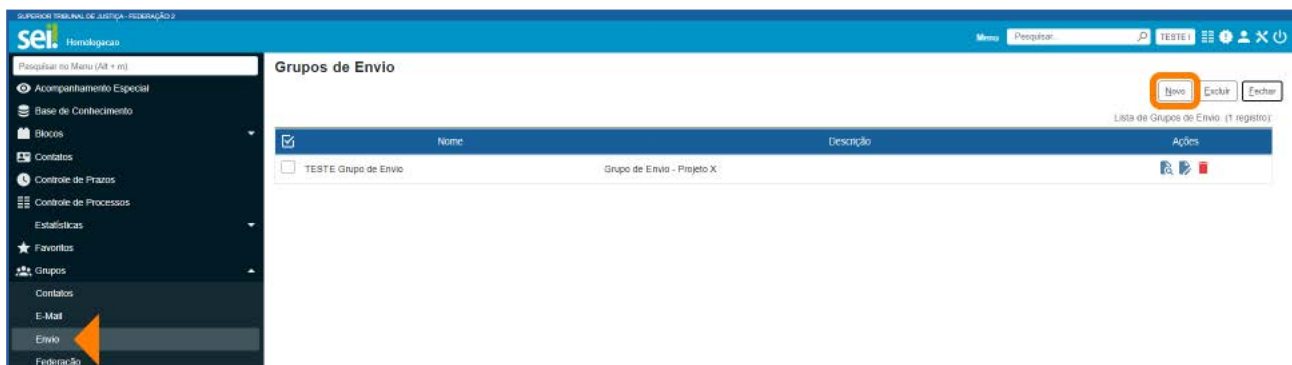 SUPERIOR TRIBUNAL DE JUSTIÇA - FEDERAÇÃO 2
sei. Homologacao
Menu Pesquisar... TESTE I
Pesquisar no Menu (Alt + m)
Acompanhamento Especial
Base de Conhecimento
Blocos
Contatos
Controle de Prazos
Controle de Processos
Estatísticas
Favoritos
Grupos
Contatos
E-Mail
Envio
Federação
Grupos de Envio
Novo Excluir Fechar
Lista de Grupos de Envio (1 registro):
Nome Descrição Ações
TESTE Grupo de Envio Grupo de Envio - Projeto X